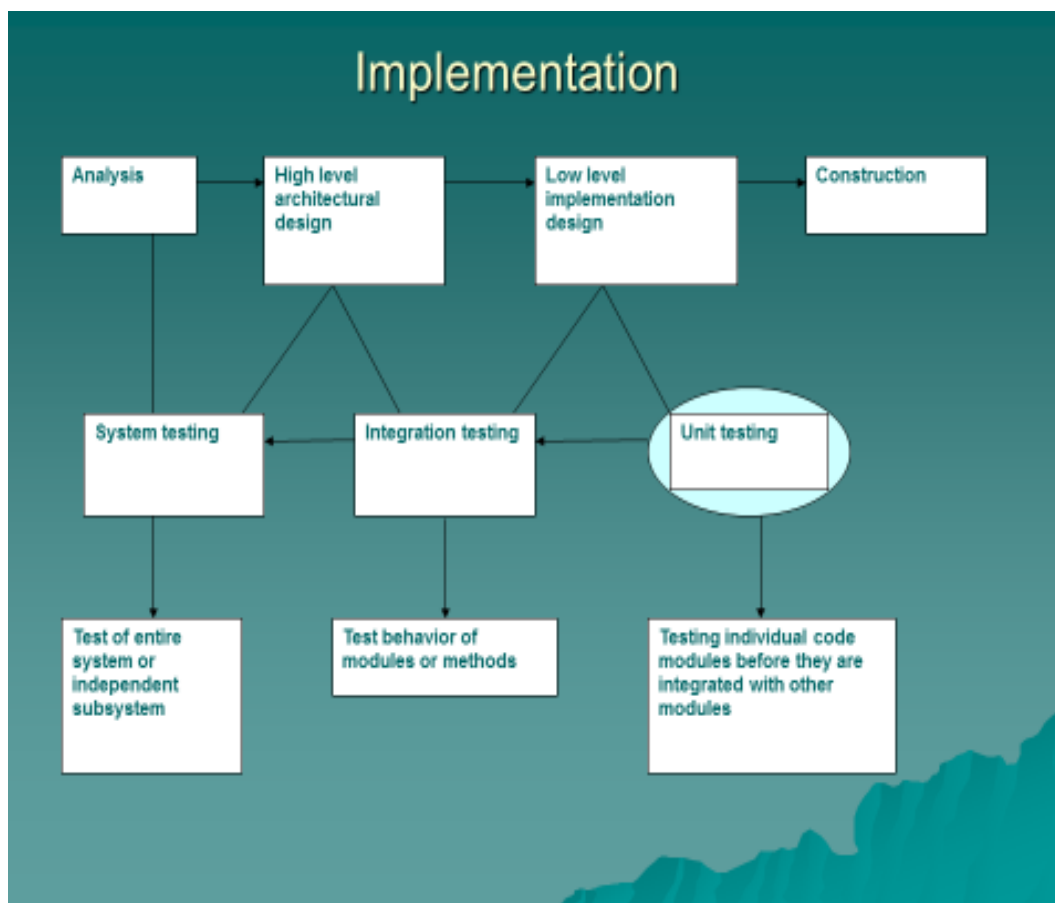 Implementation
Analysis
High level
architectural
design
Low level
implementation
design
Construction
System testing
Integration testing
Unit testing
Test of entire
system or
independent
subsystem
Test behavior of
modules or methods
Testing individual code
modules before they are
integrated with other
modules